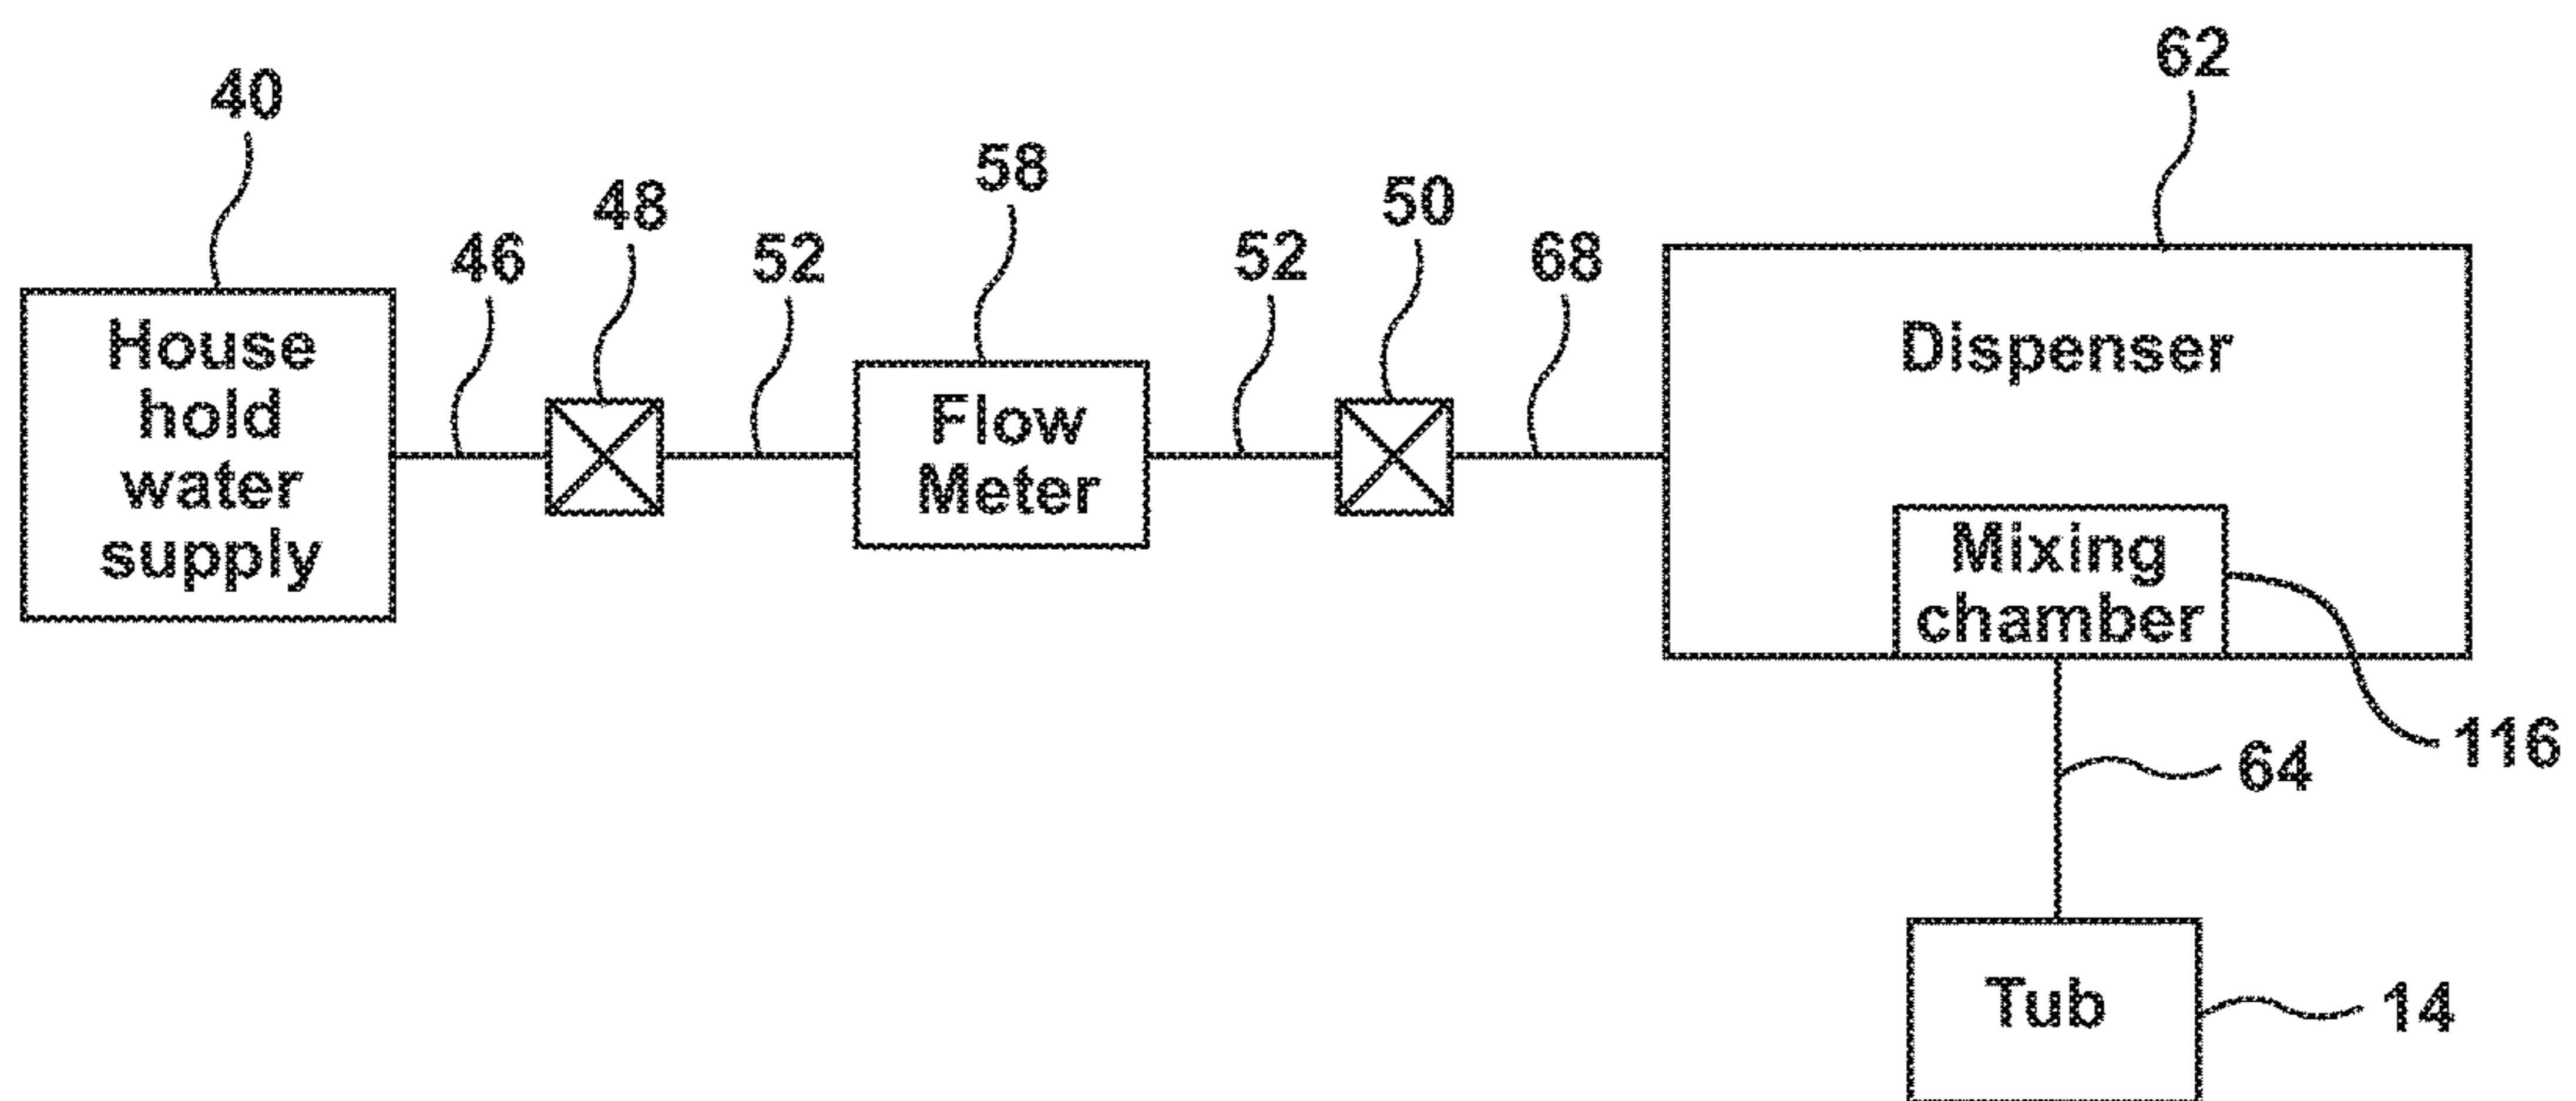 62
40
58
48
50
46
52
52
68
House
hold
water
supply
Flow
Meter
Dispenser
Mixing
chamber
116
64
Tub
14